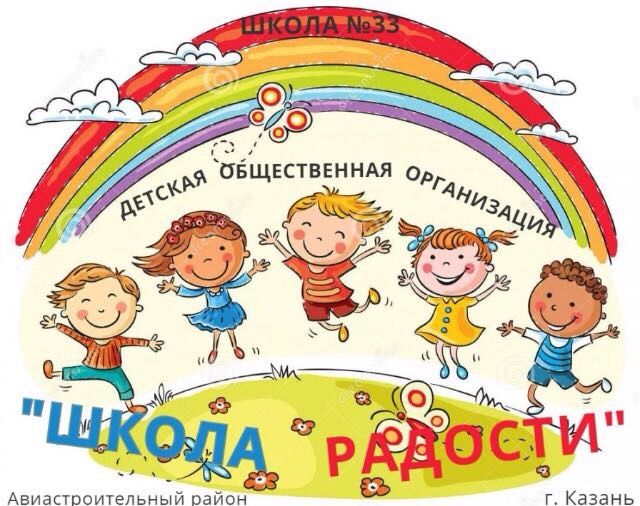 ШКОЛА №33
ДЕТСКАЯ ОБЩЕСТВЕННАЯ ОРГАНИЗАЦИЯ
"ШКОЛА РАДОСТИ"
Авиастроительный район
г. Казань